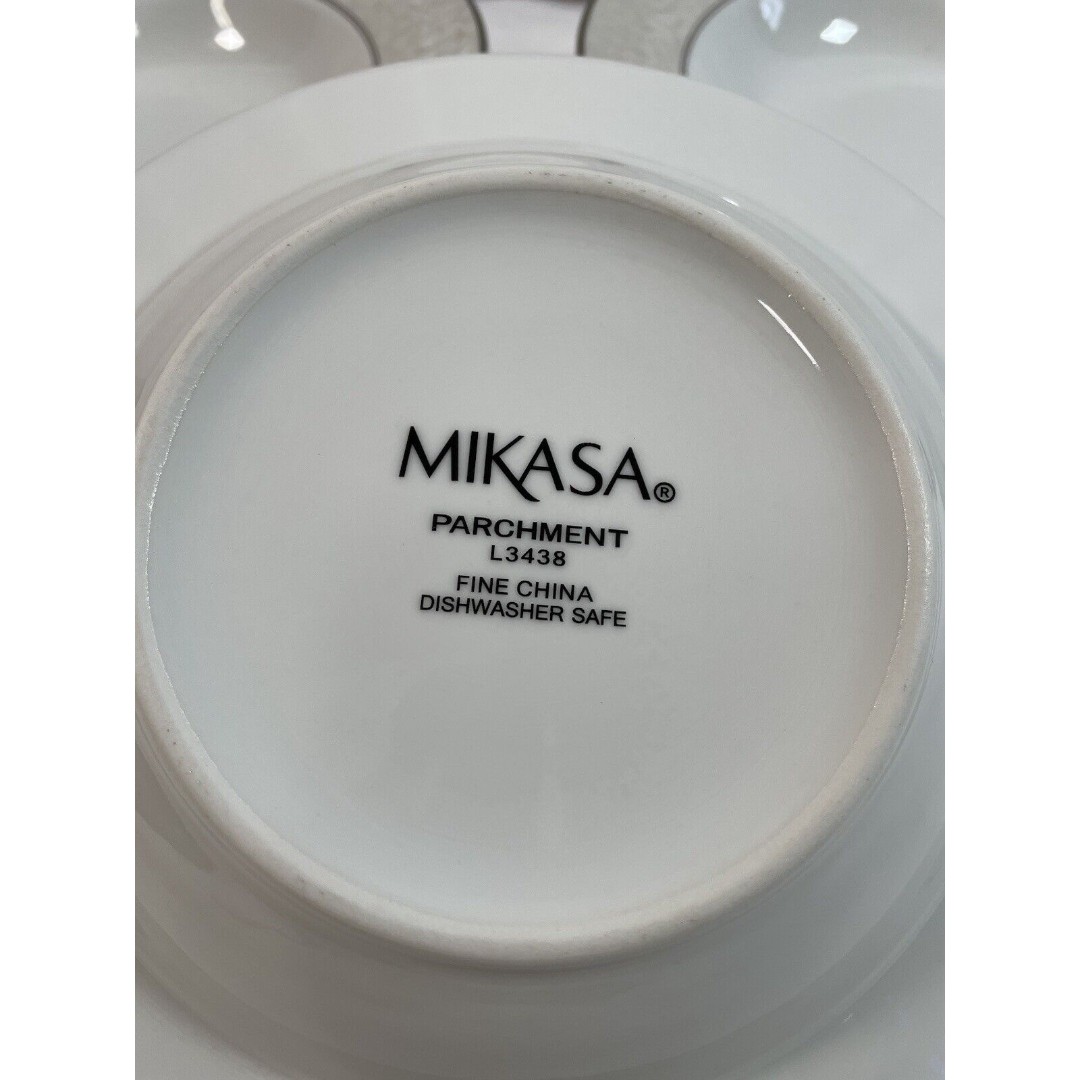 MIKASA®
PARCHMENT
L3438
FINE CHINA
DISHWASHER SAFE